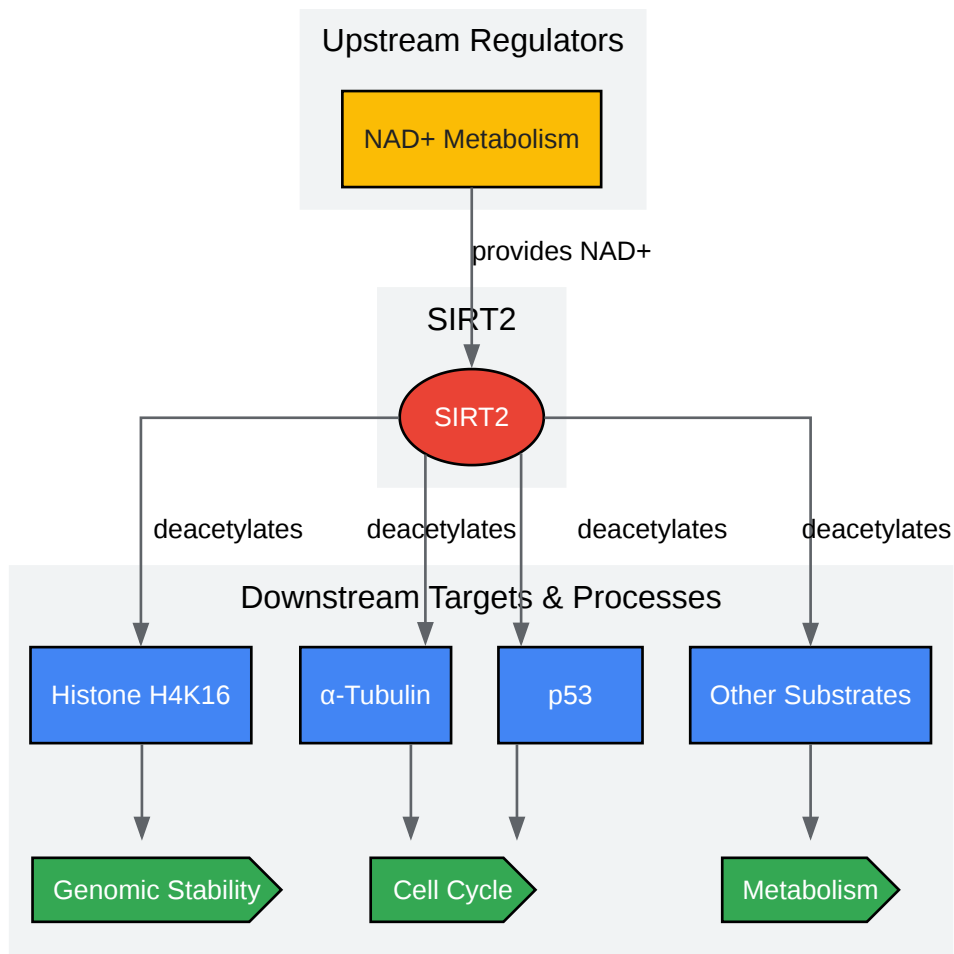 Upstream Regulators
NAD+ Metabolism
provides NAD+
SIRT2
SIRT2
deacetylates
deacetylates
deacetylates
deacetylates
Downstream Targets & Processes
Histone H4K16
α-Tubulin
p53
Other Substrates
Genomic Stability
Cell Cycle
Metabolism